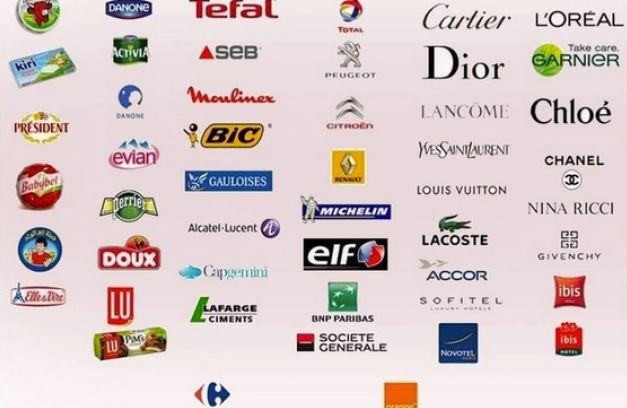 kiri
PRÉSIDENT
Babybel
Elle&Vire
DANONE
ACTIVIA
DANONE
evian
perrier
DOUX
LU
LU PiM's
Tefal
SEB
Moulinex
BIC
GAULOISES
Alcatel-Lucent
Capgemini
LAFARGE
CIMENTS
TOTAL
PEUGEOT
CITROËN
RENAULT
MICHELIN
elf
BNP PARIBAS
SOCIETE
GENERALE
Cartier
Dior
LANCÔME
YVESSAINTLAURENT
LOUIS VUITTON
LACOSTE
ACCOR
SOFITEL
LUXURY HOTELS
NOVOTEL
L'ORÉAL
Take care.
GARNIER
Chloé
CHANEL
NINA RICCI
GIVENCHY
ibis
ibis
HOTEL
orange